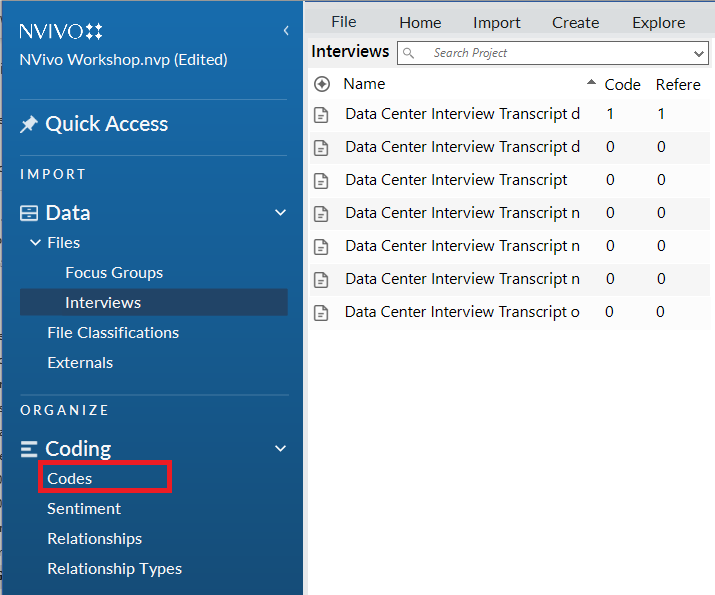 NVIVO
NVivo Workshop.nvp (Edited)
Quick Access
IMPORT
Data
Files
Focus Groups
Interviews
File Classifications
Externals
ORGANIZE
Coding
Codes
Sentiment
Relationships
Relationship Types
File Home Import Create Explore
Interviews Search Project
Name Code Refere
Data Center Interview Transcript d 1 1
Data Center Interview Transcript d 0 0
Data Center Interview Transcript 0 0
Data Center Interview Transcript n 0 0
Data Center Interview Transcript n 0 0
Data Center Interview Transcript n 0 0
Data Center Interview Transcript o 0 0